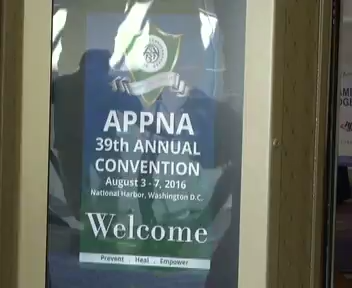 APPNA
39th ANNUAL
CONVENTION
August 3 - 7, 2016
National Harbor, Washington D.C.
Welcome
Prevent . Heal . Empower